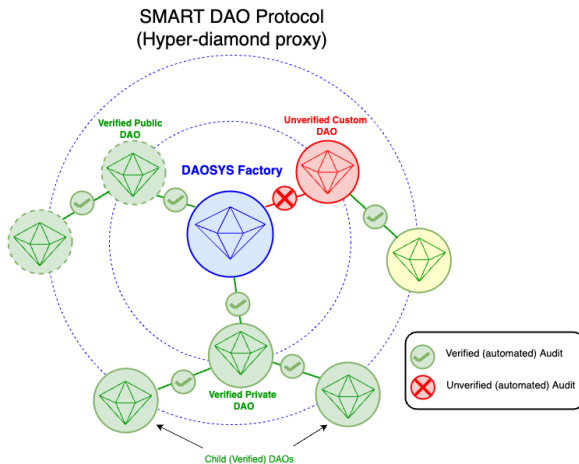 SMART DAO Protocol
(Hyper-diamond proxy)
Verified Public
DAO
Unverified Custom
DAO
DAOSYS Factory
Verified Private
DAO
Child (Verified) DAOs
Verified (automated) Audit
Unverified (automated) Audit